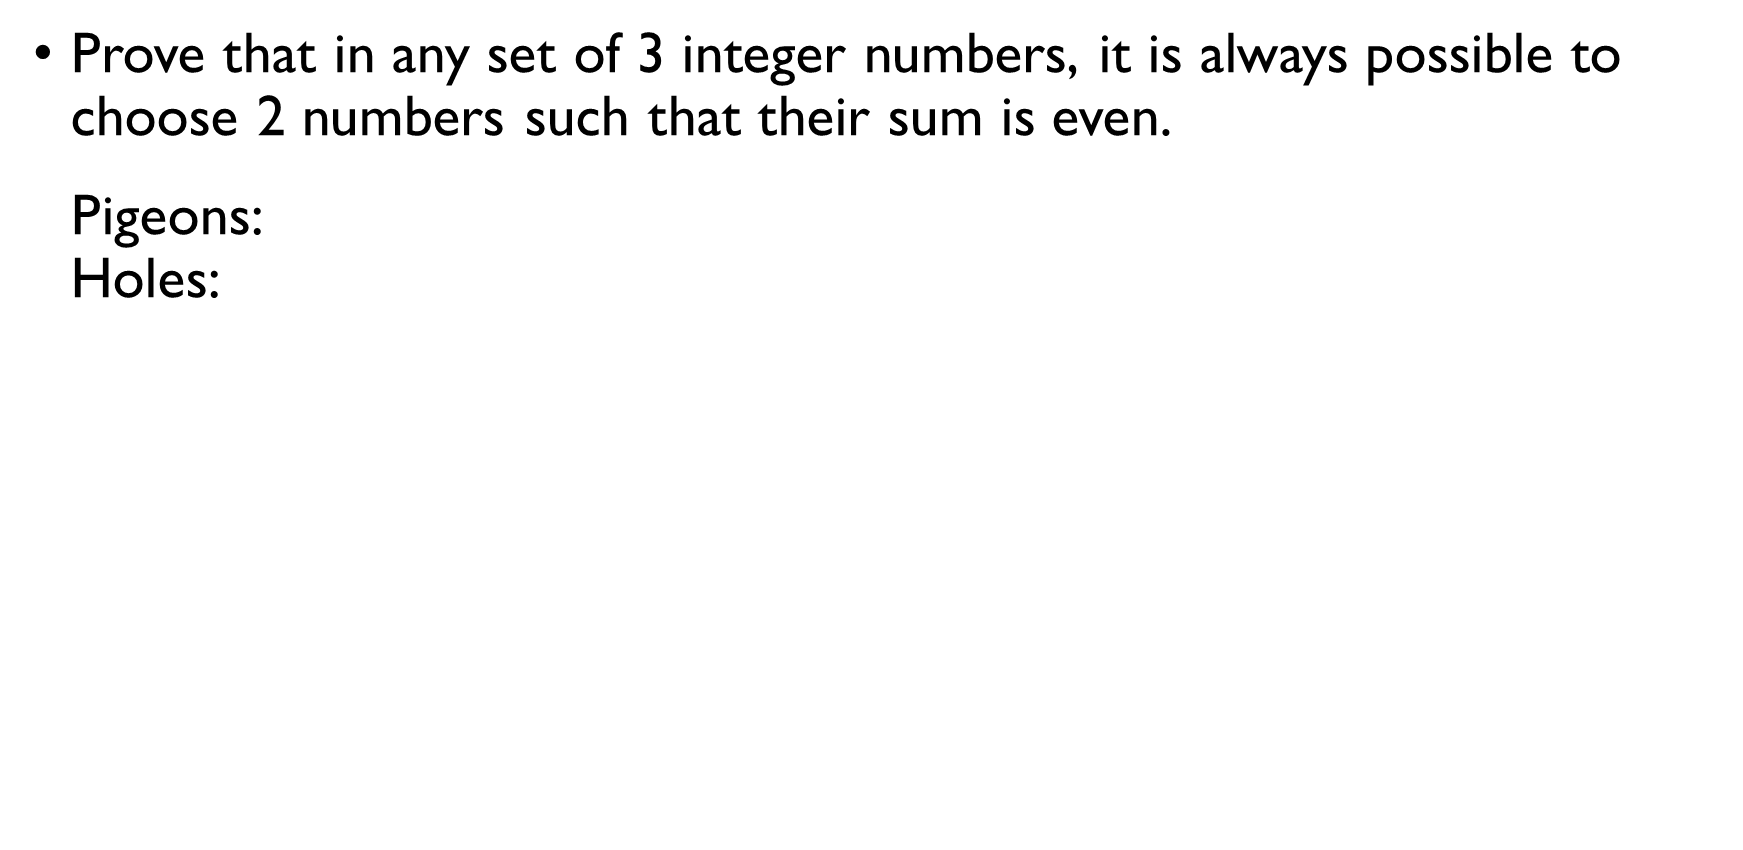 • Prove that in any set of 3 integer numbers, it is always possible to
choose 2 numbers such that their sum is even.
Pigeons:
Holes: